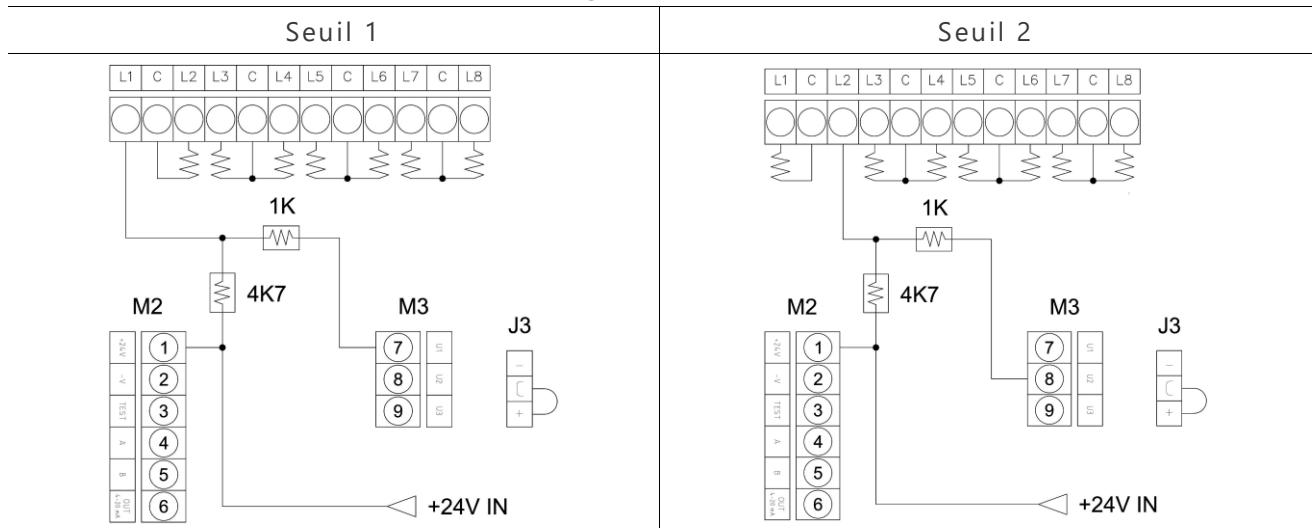 Seuil 1
Seuil 2
L1 C L2 L3 C L4 L5 C L6 L7 C L8
1K
4K7
M2
M3
J3
+24V 1
-V 2
TEST 3
A 4
B 5
OUT 4-20 mA 6
7 U1
8 U2
9 U3
-
+
+24V IN
L1 C L2 L3 C L4 L5 C L6 L7 C L8
1K
4K7
M2
M3
J3
+24V 1
-V 2
TEST 3
A 4
B 5
OUT 4-20 mA 6
7 U1
8 U2
9 U3
-
+
+24V IN